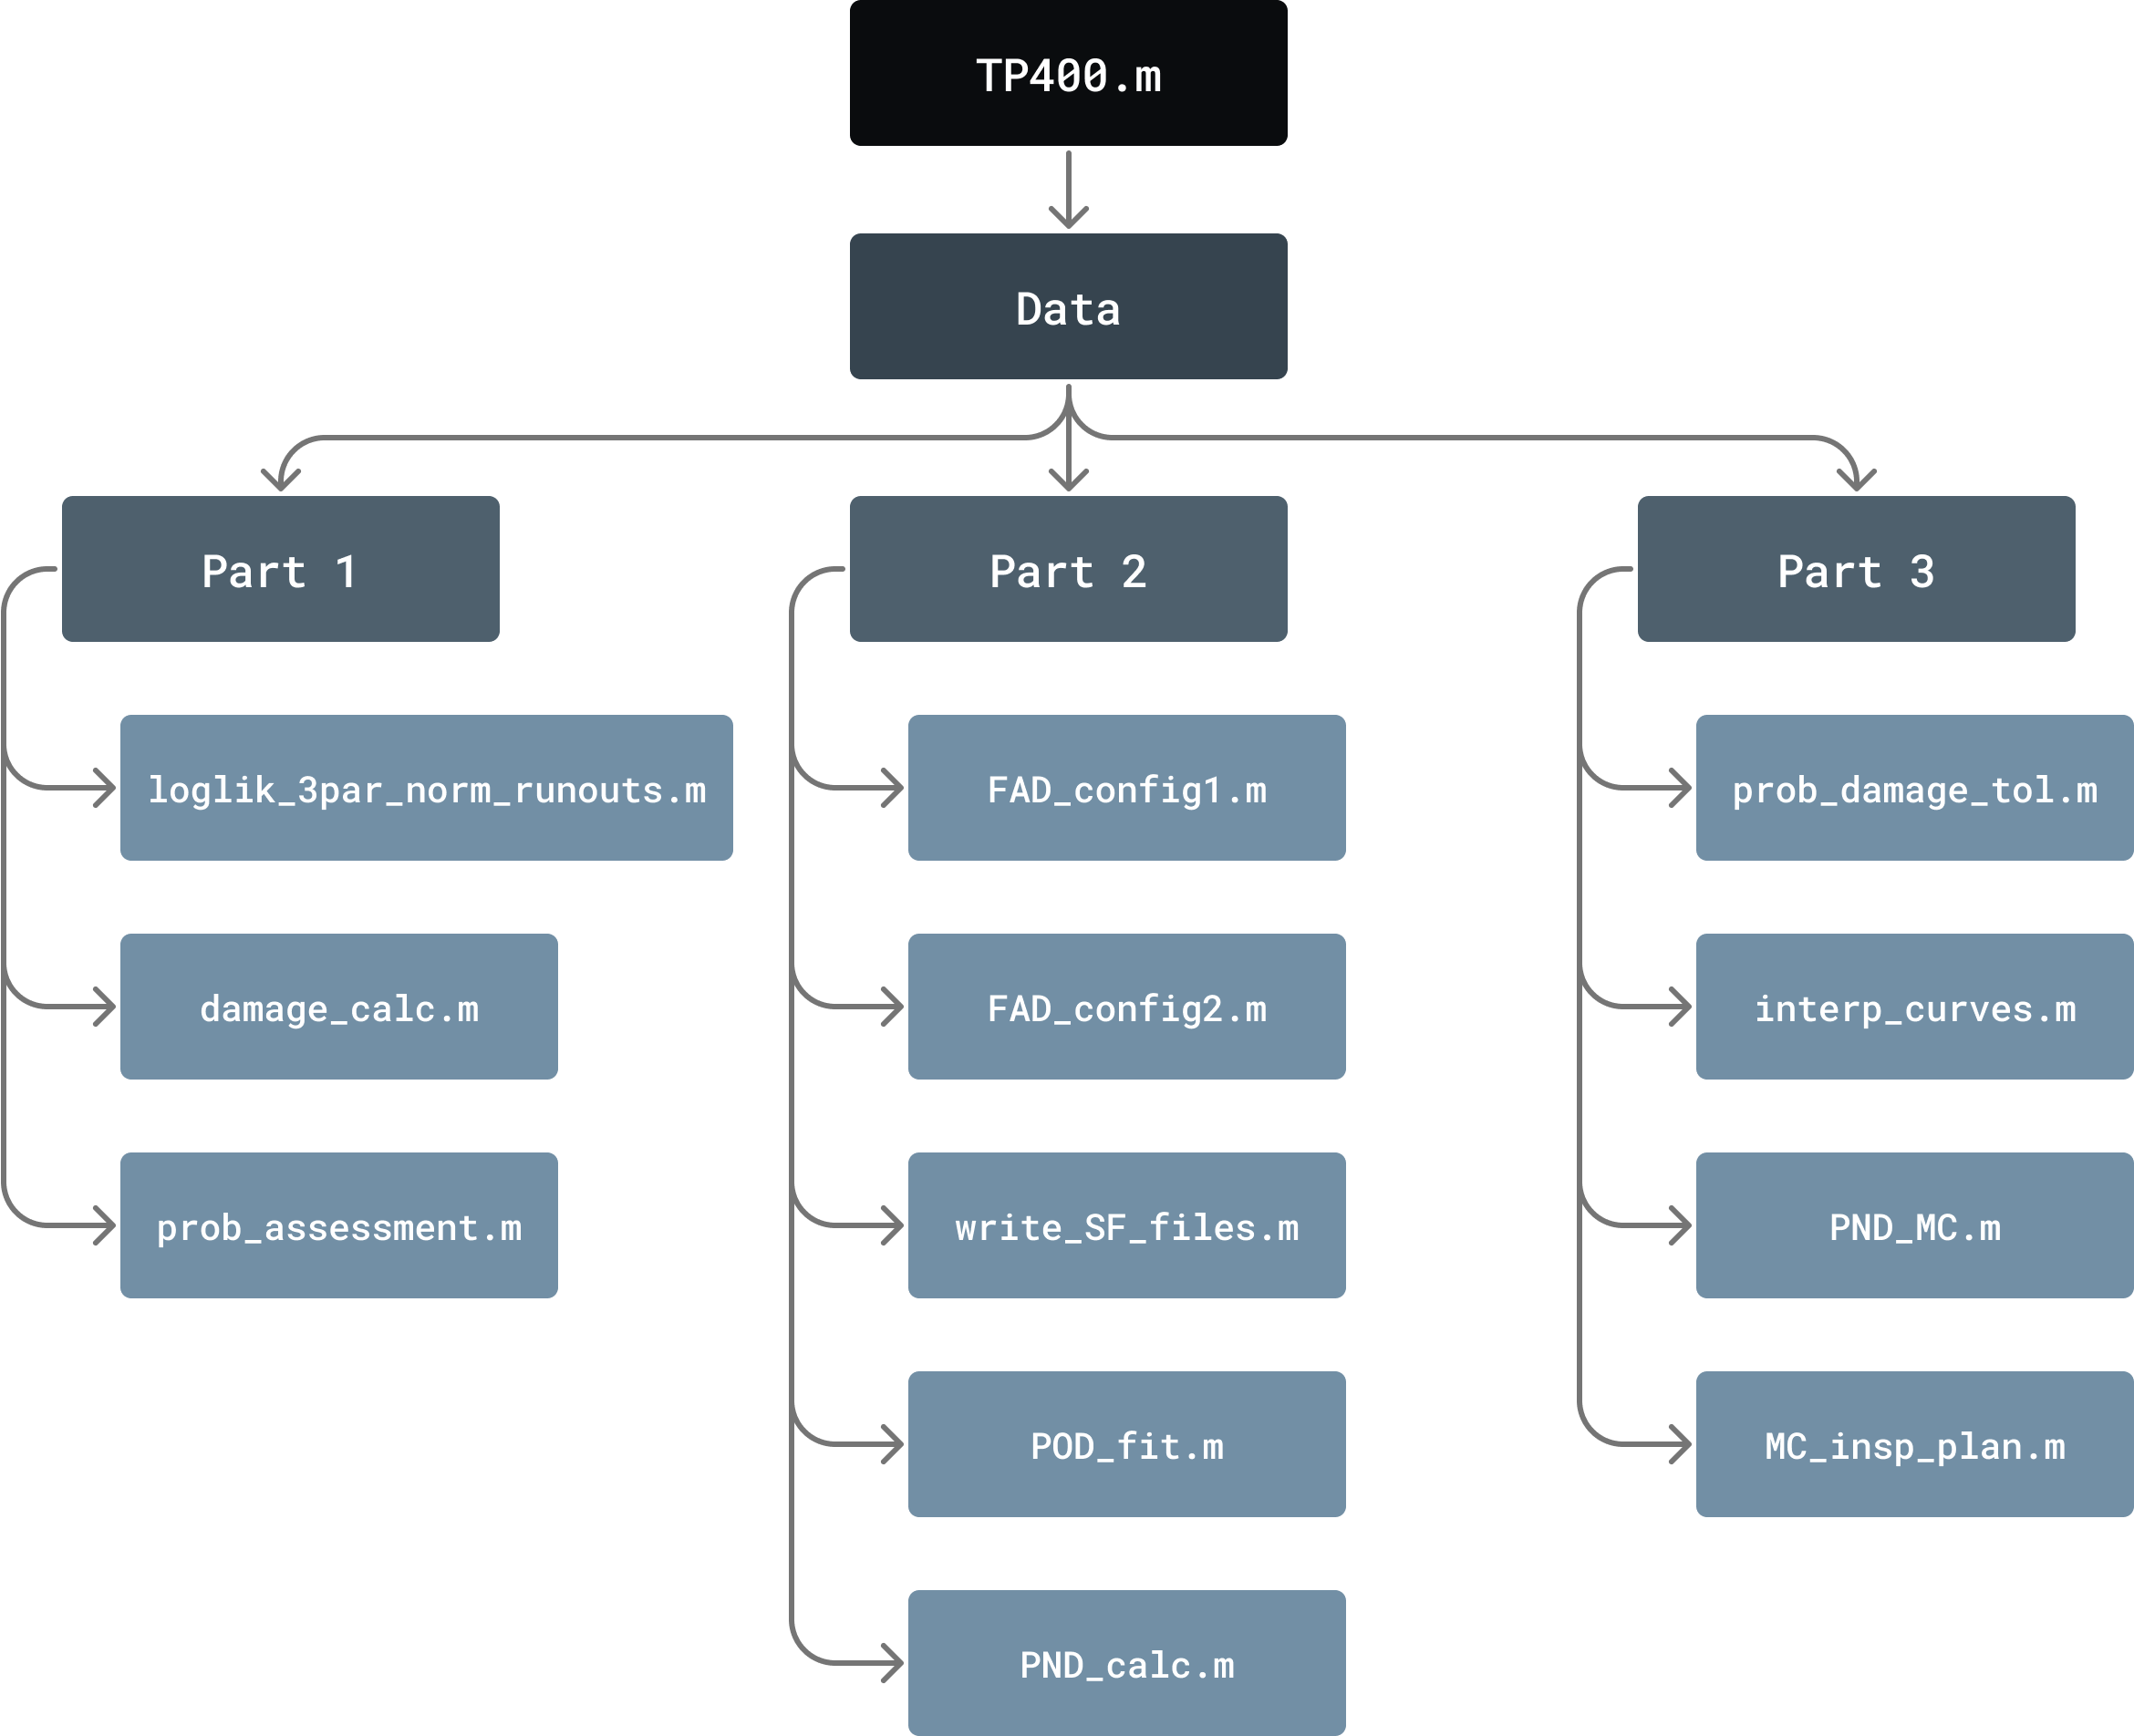 TP400.m
Data
Part 1
Part 2
Part 3
loglik_3par_norm_runouts.m
damage_calc.m
prob_assessment.m
FAD_config1.m
FAD_config2.m
write_SF_files.m
POD_fit.m
PND_calc.m
prob_damage_tol.m
interp_curves.m
PND_MC.m
MC_insp_plan.m